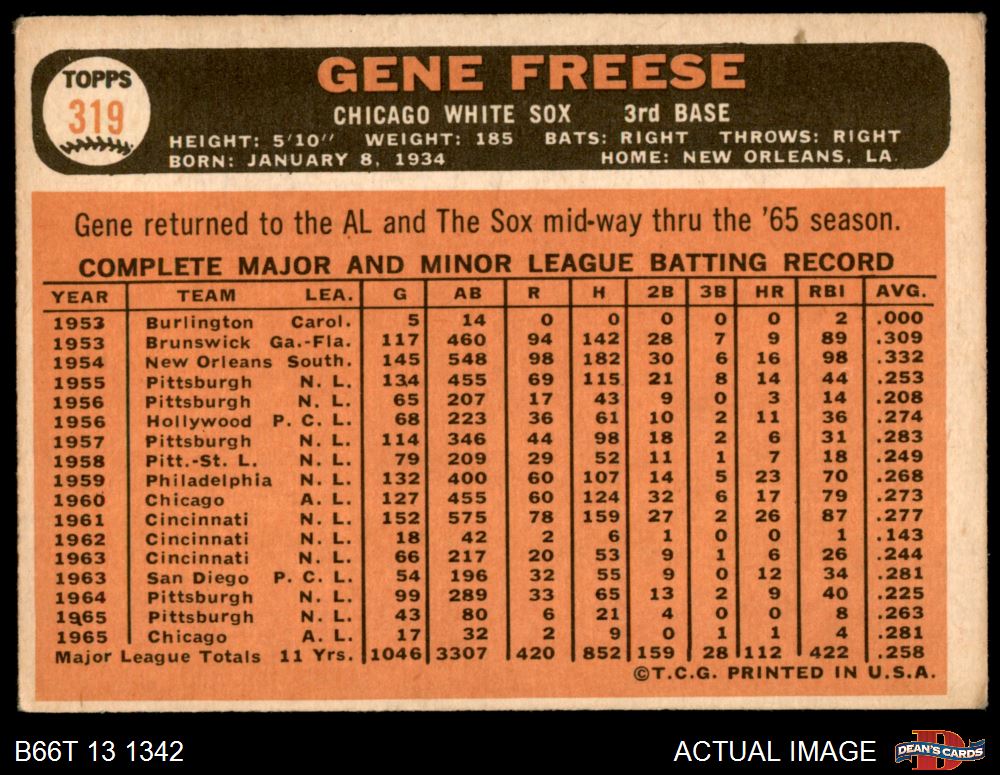 TOPPS
319
GENE FREESE
CHICAGO WHITE SOX 3rd BASE
HEIGHT: 5'10" WEIGHT: 185 BATS: RIGHT THROWS: RIGHT
BORN: JANUARY 8, 1934 HOME: NEW ORLEANS, LA.
Gene returned to the AL and The Sox mid-way thru the '65 season.
COMPLETE MAJOR AND MINOR LEAGUE BATTING RECORD
YEAR TEAM LEA. G AB R H 2B 3B HR RBI AVG.
1953 Burlington Carol. 5 14 0 0 0 0 0 2 .000
1953 Brunswick Ga.-Fla. 117 460 94 142 28 7 9 89 .309
1954 New Orleans South. 145 548 98 182 30 6 16 98 .332
1955 Pittsburgh N. L. 134 455 69 115 21 8 14 44 .253
1956 Pittsburgh N. L. 65 207 17 43 9 0 3 14 .208
1956 Hollywood P. C. L. 68 223 36 61 10 2 11 36 .274
1957 Pittsburgh N. L. 114 346 44 98 18 2 6 31 .283
1958 Pitt.-St. L. N. L. 79 209 29 52 11 1 7 18 .249
1959 Philadelphia N. L. 132 400 60 107 14 5 23 70 .268
1960 Chicago A. L. 127 455 60 124 32 6 17 79 .273
1961 Cincinnati N. L. 152 575 78 159 27 2 26 87 .277
1962 Cincinnati N. L. 18 42 2 6 1 0 0 1 .143
1963 Cincinnati N. L. 66 217 20 53 9 1 6 26 .244
1963 San Diego P. C. L. 54 196 32 55 9 0 12 34 .281
1964 Pittsburgh N. L. 99 289 33 65 13 2 9 40 .225
1965 Pittsburgh N. L. 43 80 6 21 4 0 0 8 .263
1965 Chicago A. L. 17 32 2 9 0 1 1 4 .281
Major League Totals 11 Yrs. 1046 3307 420 852 159 28 112 422 .258
©T.C.G. PRINTED IN U.S.A.
B66T 13 1342 ACTUAL IMAGE DEAN'S CARDS